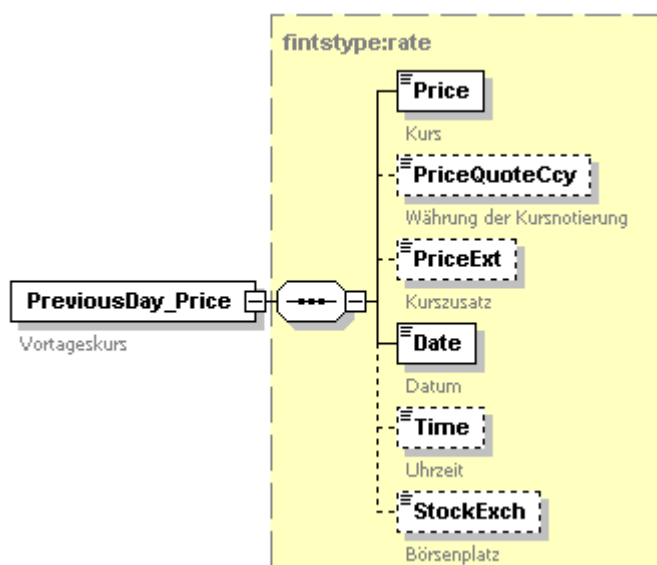 fintstype:rate
Price
Kurs
PriceQuoteCcy
Währung der Kursnotierung
PriceExt
Kurszusatz
PreviousDay_Price
Vortageskurs
Date
Datum
Time
Uhrzeit
StockExch
Börsenplatz